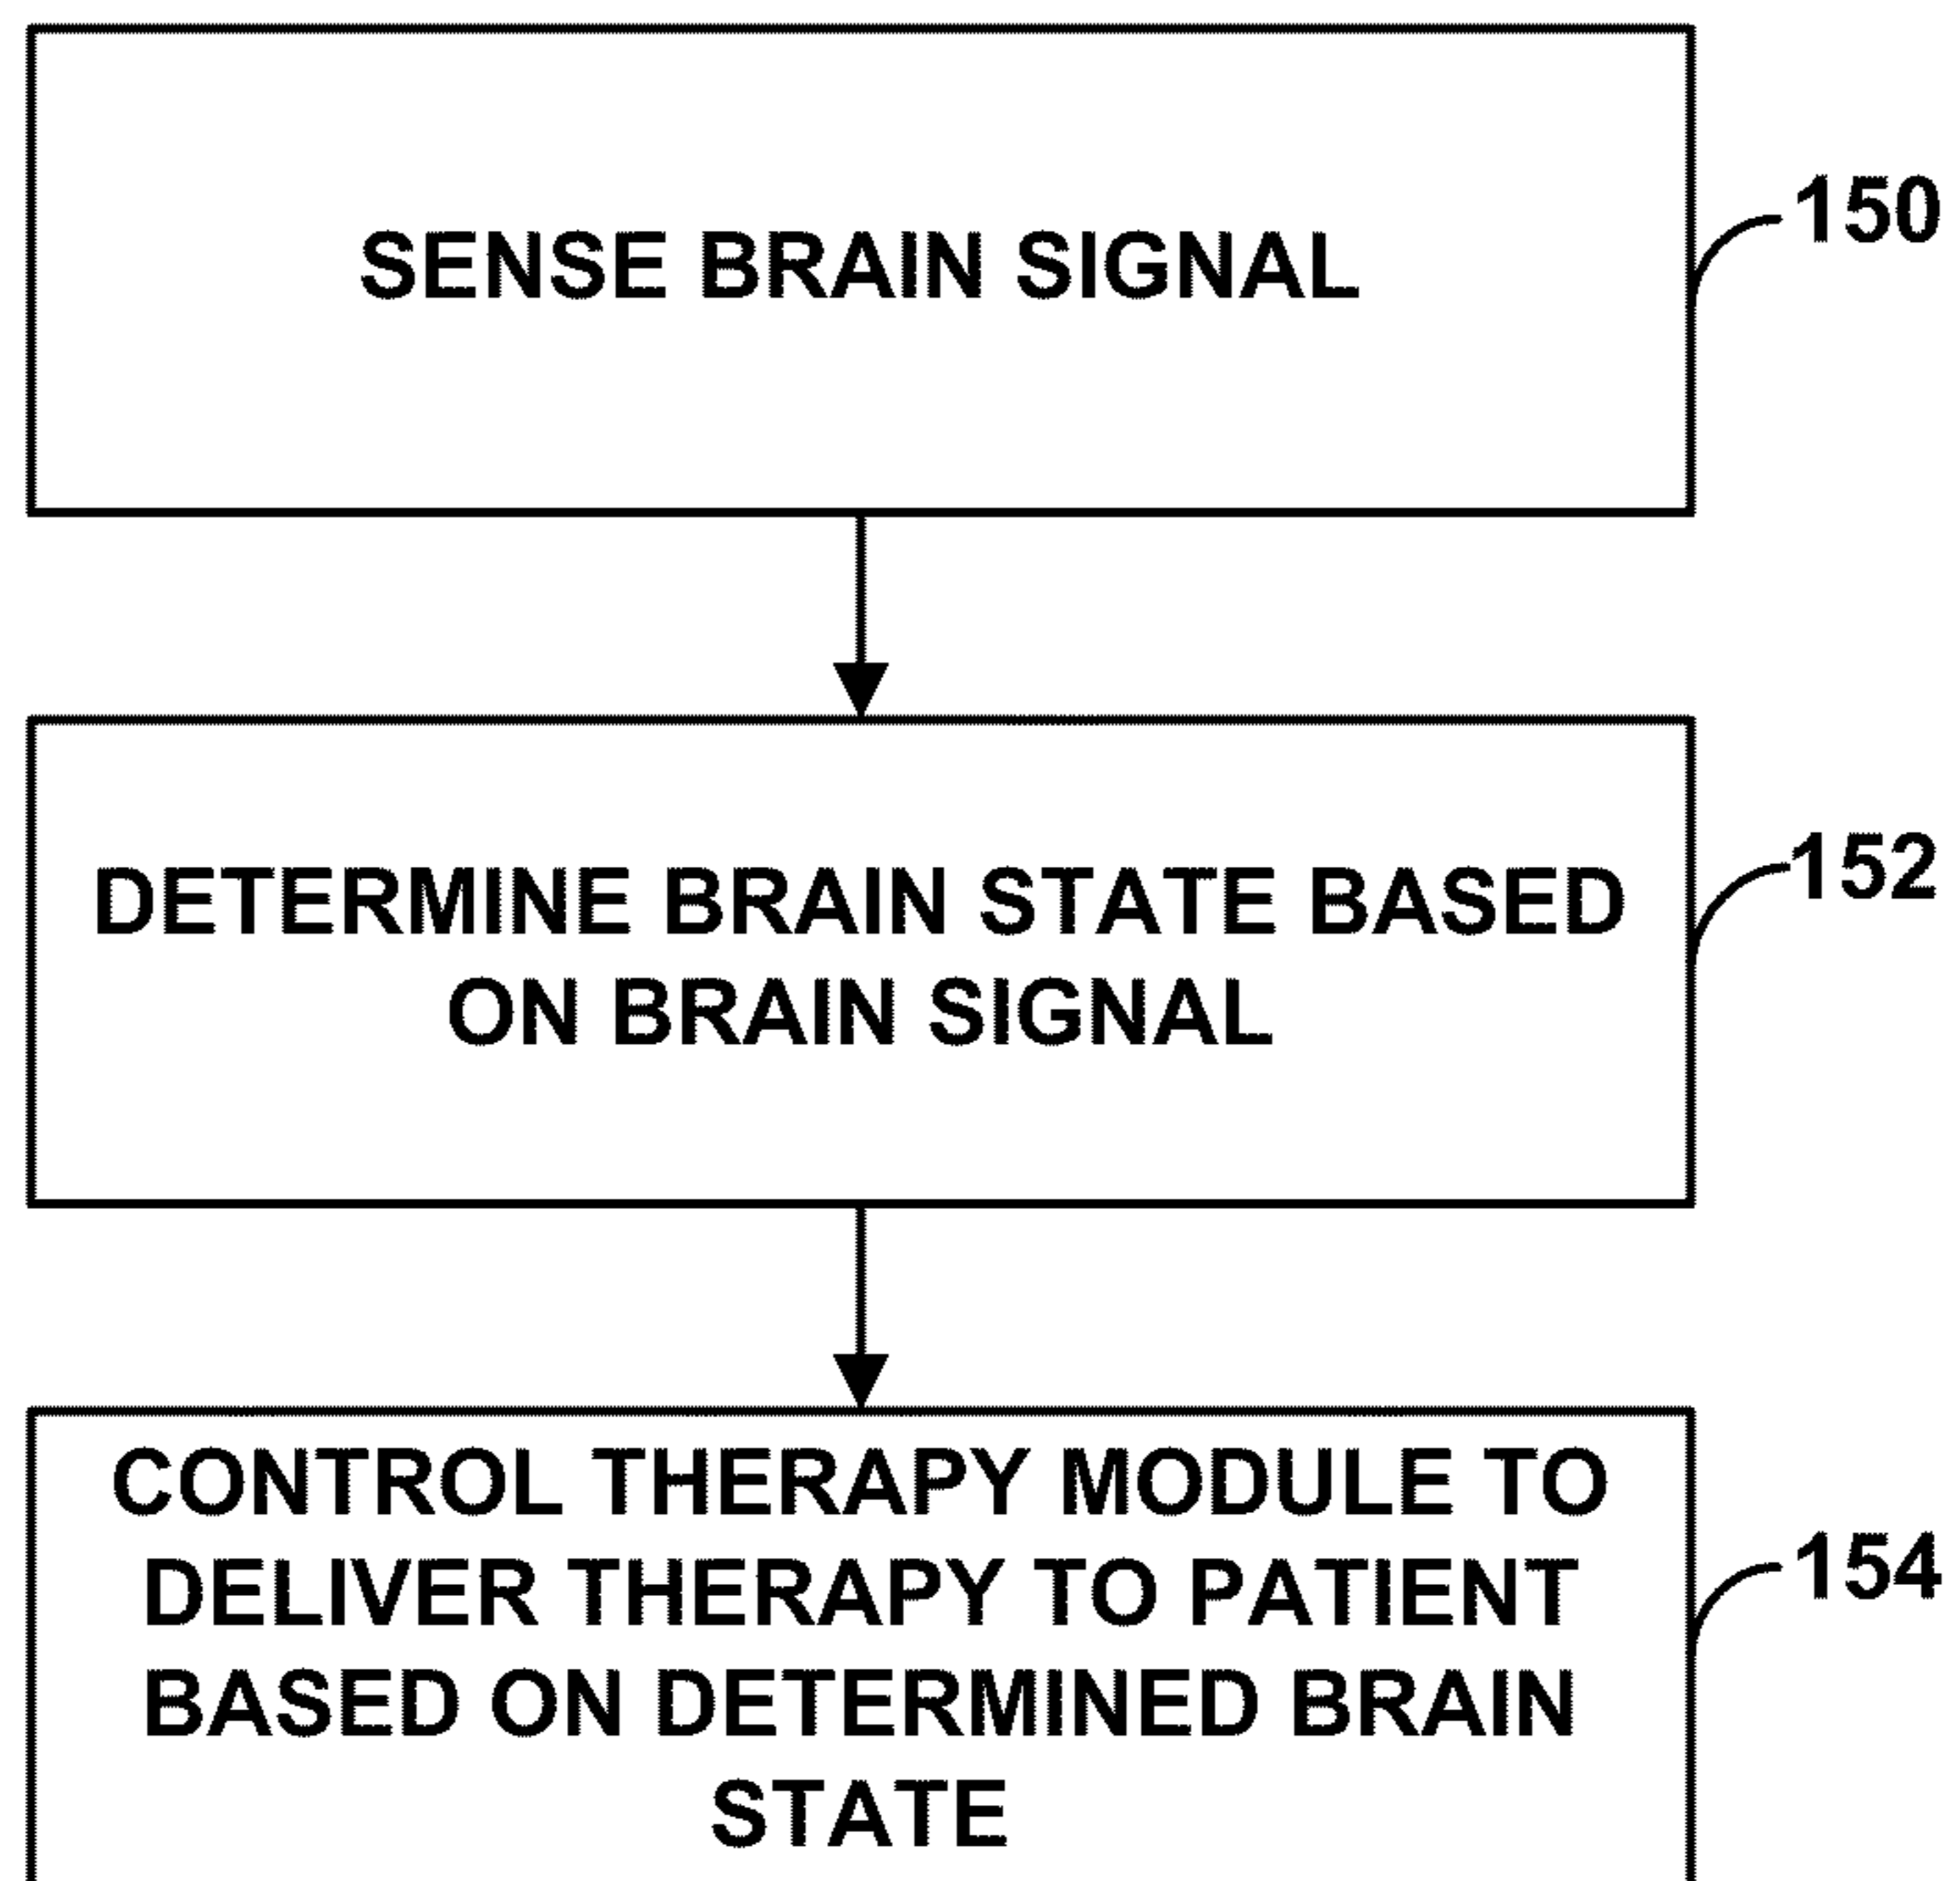 SENSE BRAIN SIGNAL
150
DETERMINE BRAIN STATE BASED
ON BRAIN SIGNAL
152
CONTROL THERAPY MODULE TO
DELIVER THERAPY TO PATIENT
BASED ON DETERMINED BRAIN
STATE
154